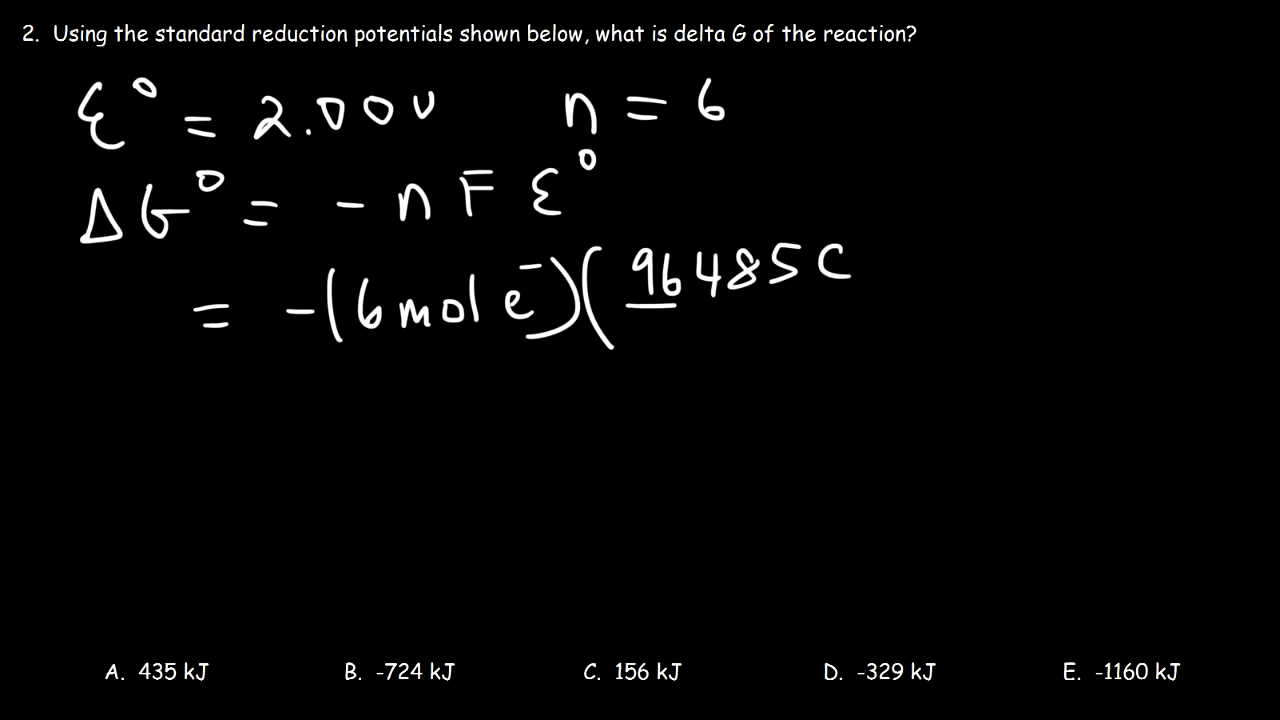 2. Using the standard reduction potentials shown below, what is delta G of the reaction?
ε° = 2.00 V n = 6
ΔG° = - n F ε°
= -(6 mol e⁻)(96485 C
A. 435 kJ B. -724 kJ C. 156 kJ D. -329 kJ E. -1160 kJ